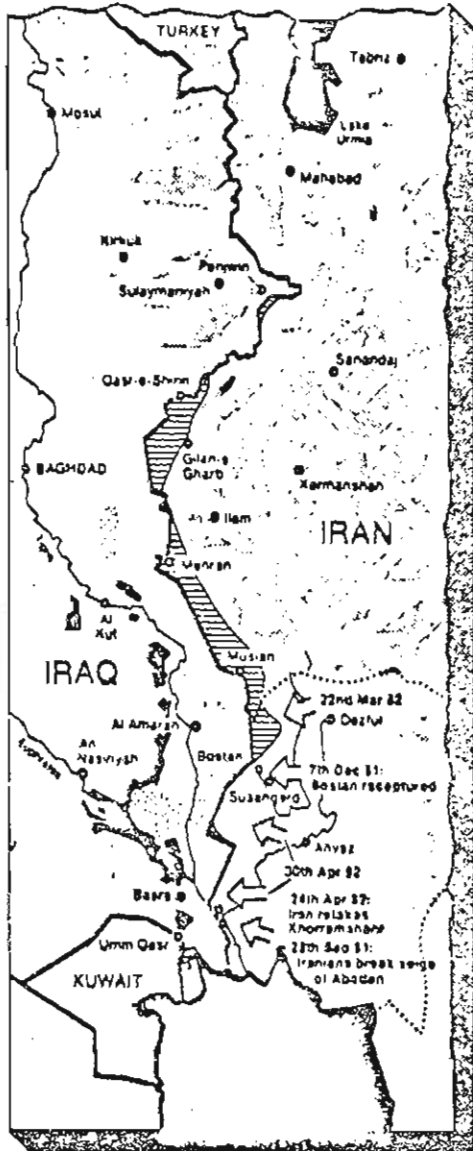 TURKEY
Tabriz
Mosul
Lake
Urmia
Mahabad
Kirkuk
Penjwin
Sulaymaniyah
Sanandaj
Qasr-e-Shirin
Gilan-e
Gharb
BAGHDAD
Kermanshah
Ilam
IRAN
Mehran
Al
Kut
Musian
IRAQ
22nd Mar 82
Dezful
Al Amarah
Bostan
An
Nasiriyah
7th Dec 81:
Bostan recaptured
Susangerd
Ahvaz
30th Apr 82
Basra
24th Apr 82:
Iran retakes
Khorramshahr
Umm Qasr
28th Sep 81:
Iranians break seige
of Abadan
KUWAIT